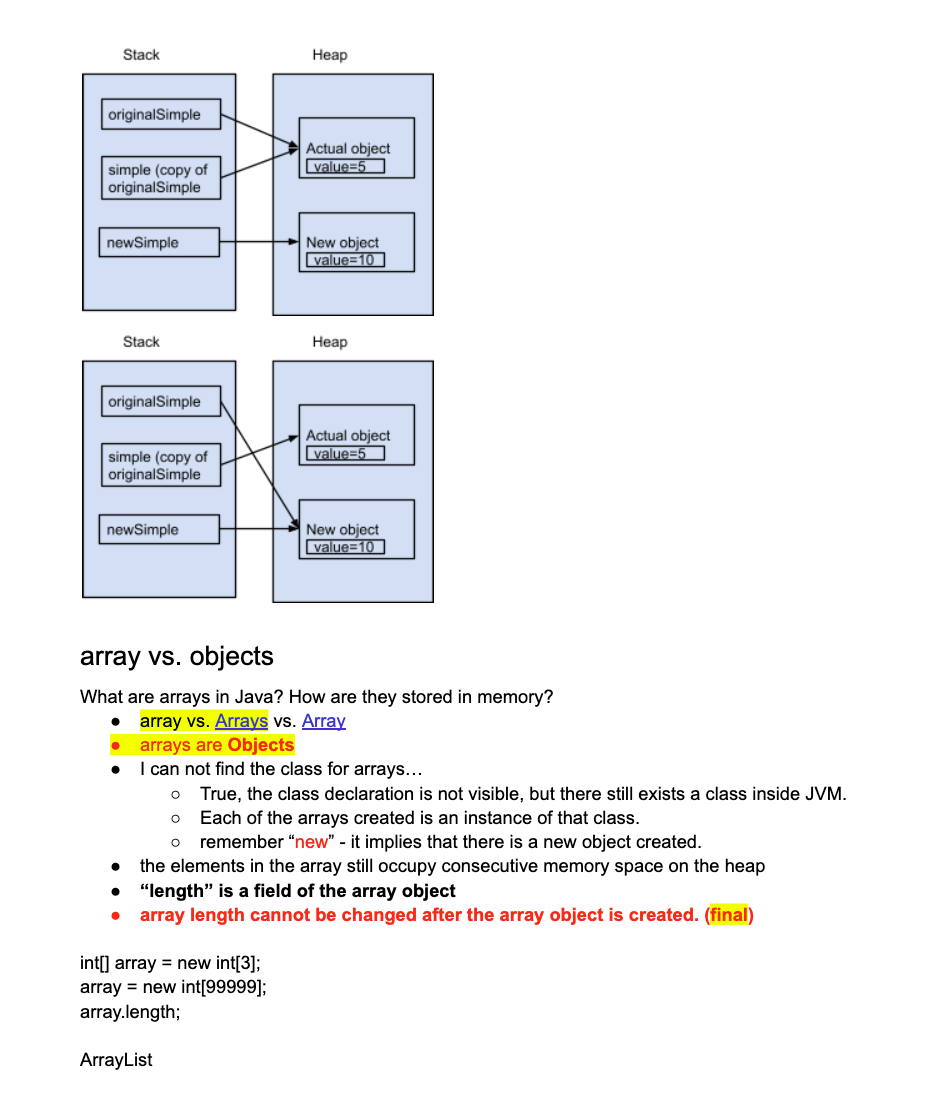 Stack Heap
originalSimple
Actual object
value=5
simple (copy of
originalSimple
newSimple
New object
value=10
Stack Heap
originalSimple
Actual object
value=5
simple (copy of
originalSimple
newSimple
New object
value=10
array vs. objects
What are arrays in Java? How are they stored in memory?
● array vs. Arrays vs. Array
● arrays are Objects
● I can not find the class for arrays…
○ True, the class declaration is not visible, but there still exists a class inside JVM.
○ Each of the arrays created is an instance of that class.
○ remember “new” - it implies that there is a new object created.
● the elements in the array still occupy consecutive memory space on the heap
● “length” is a field of the array object
● array length cannot be changed after the array object is created. (final)
int[] array = new int[3];
array = new int[99999];
array.length;
ArrayList